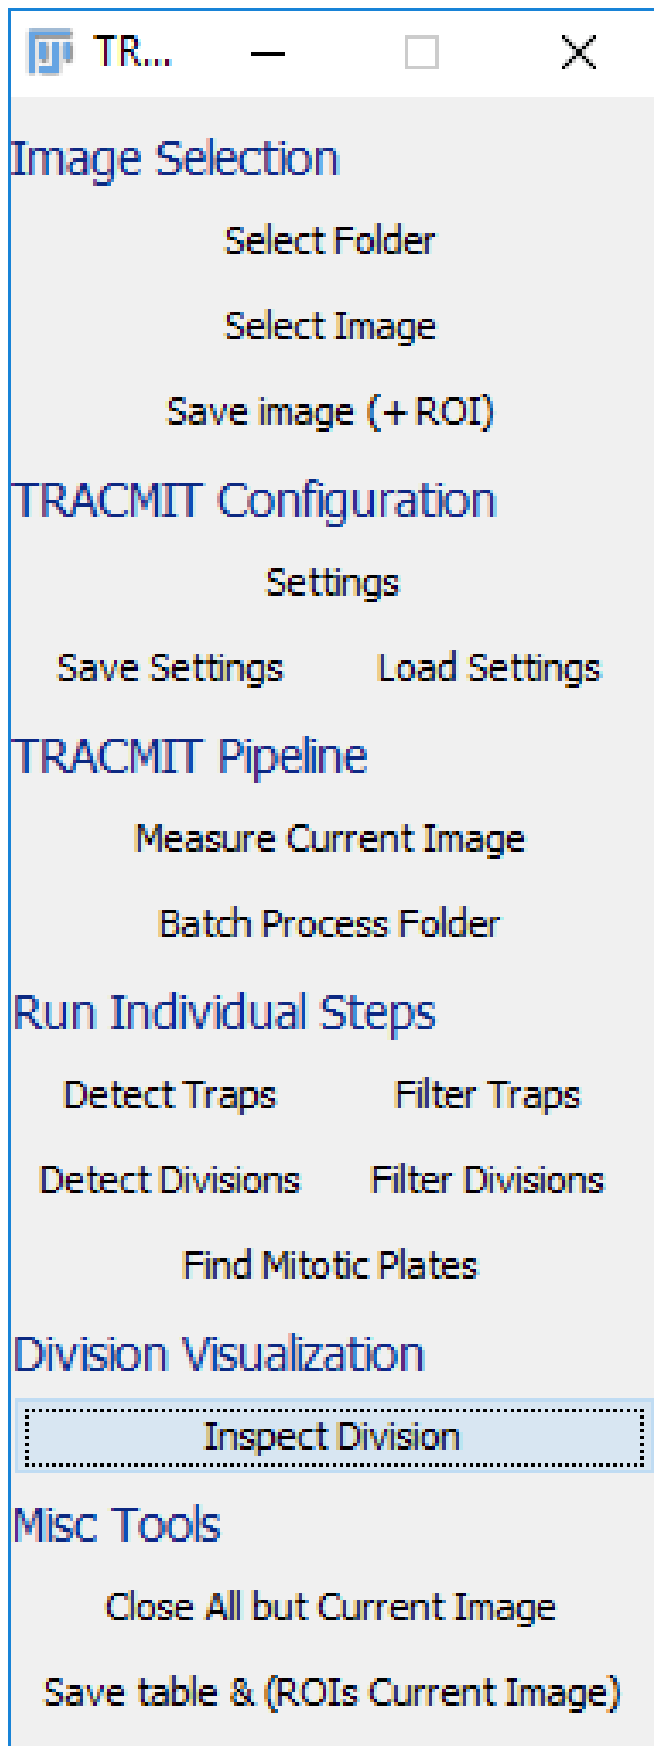 TR...
Image Selection
Select Folder
Select Image
Save image (+ ROI)
TRACMIT Configuration
Settings
Save Settings Load Settings
TRACMIT Pipeline
Measure Current Image
Batch Process Folder
Run Individual Steps
Detect Traps Filter Traps
Detect Divisions Filter Divisions
Find Mitotic Plates
Division Visualization
Inspect Division
Misc Tools
Close All but Current Image
Save table & (ROIs Current Image)